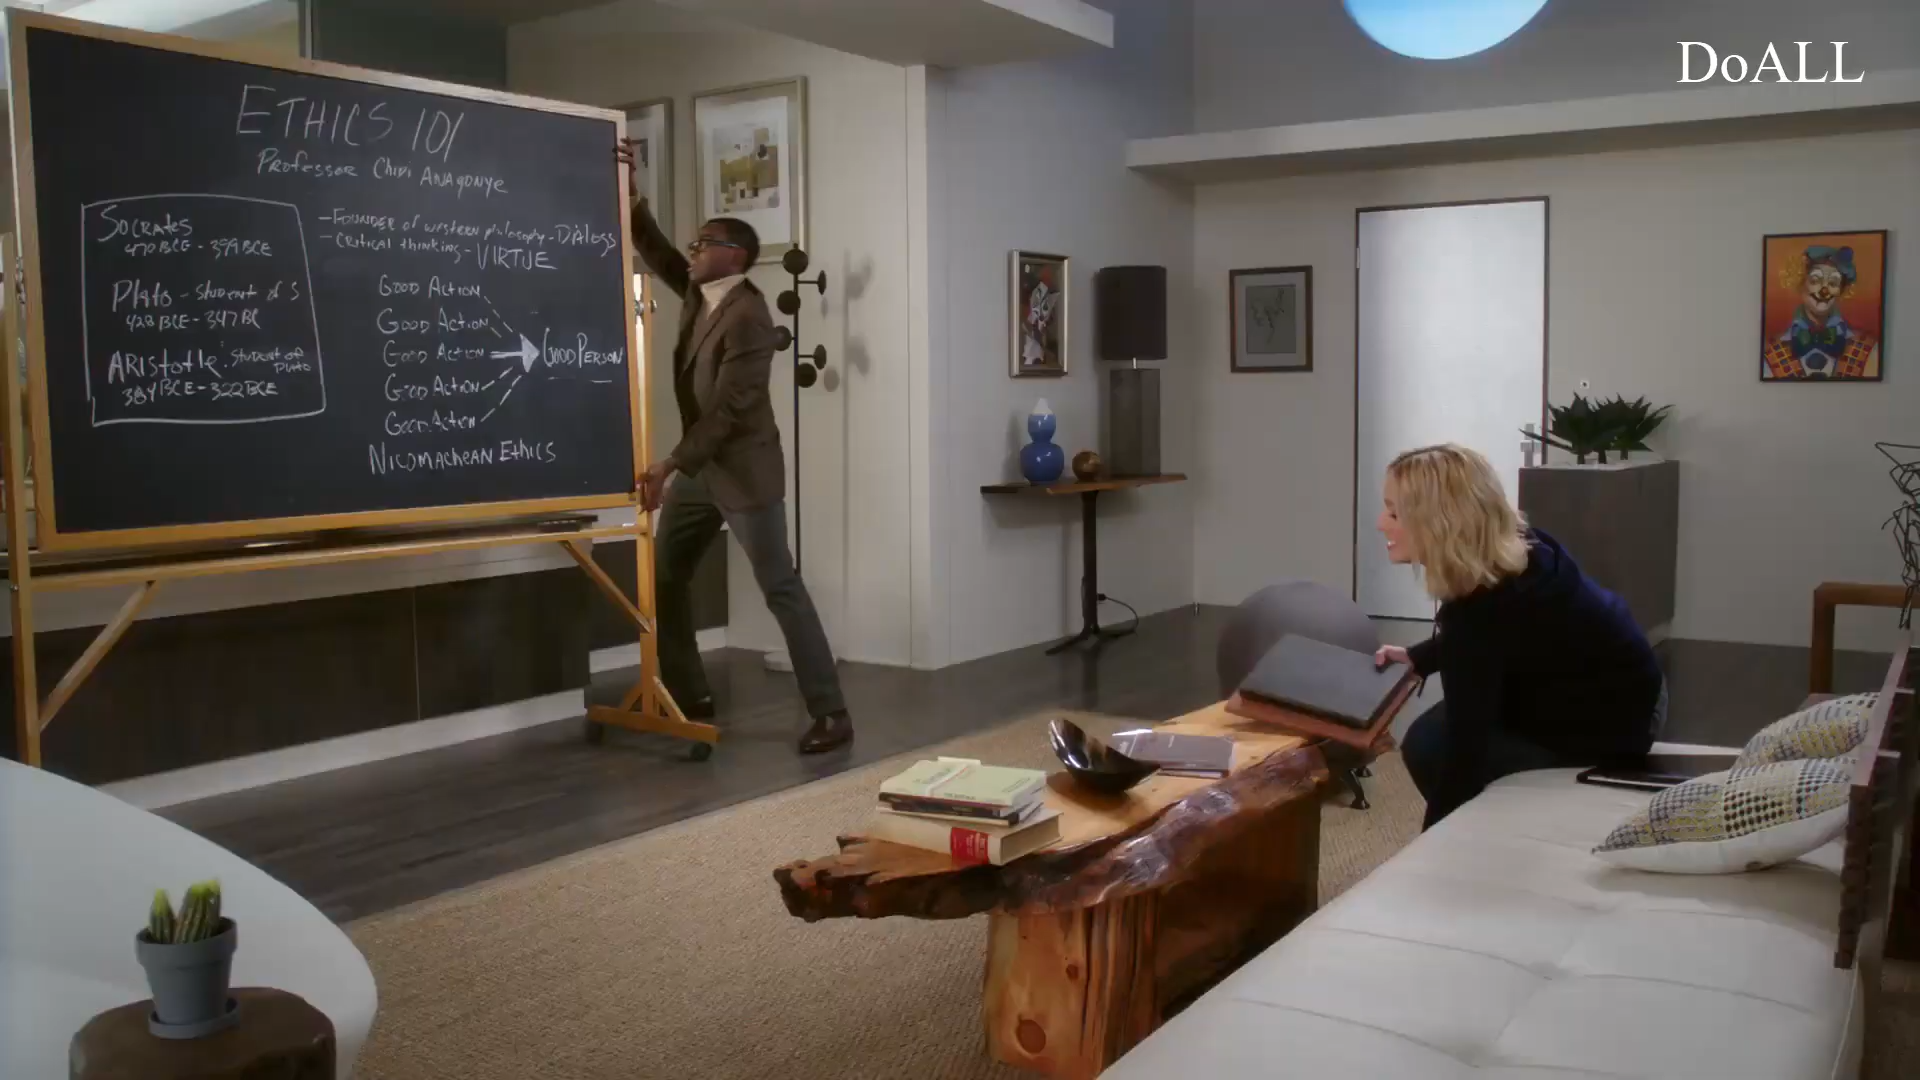 DoALL
ETHICS 101
Professor Chidi Anagonye
Socrates
470 BCE - 399 BCE
Plato - student of S
428 BCE - 347 BC
ARIStotle: Student of Plato
384 BCE - 322 BCE
- Founder of western philosophy - Dialogs
- critical thinking - VIRTUE
Good Action
Good Action
Good Action
Good Action
Good Action
Good Person
Nicomachean Ethics